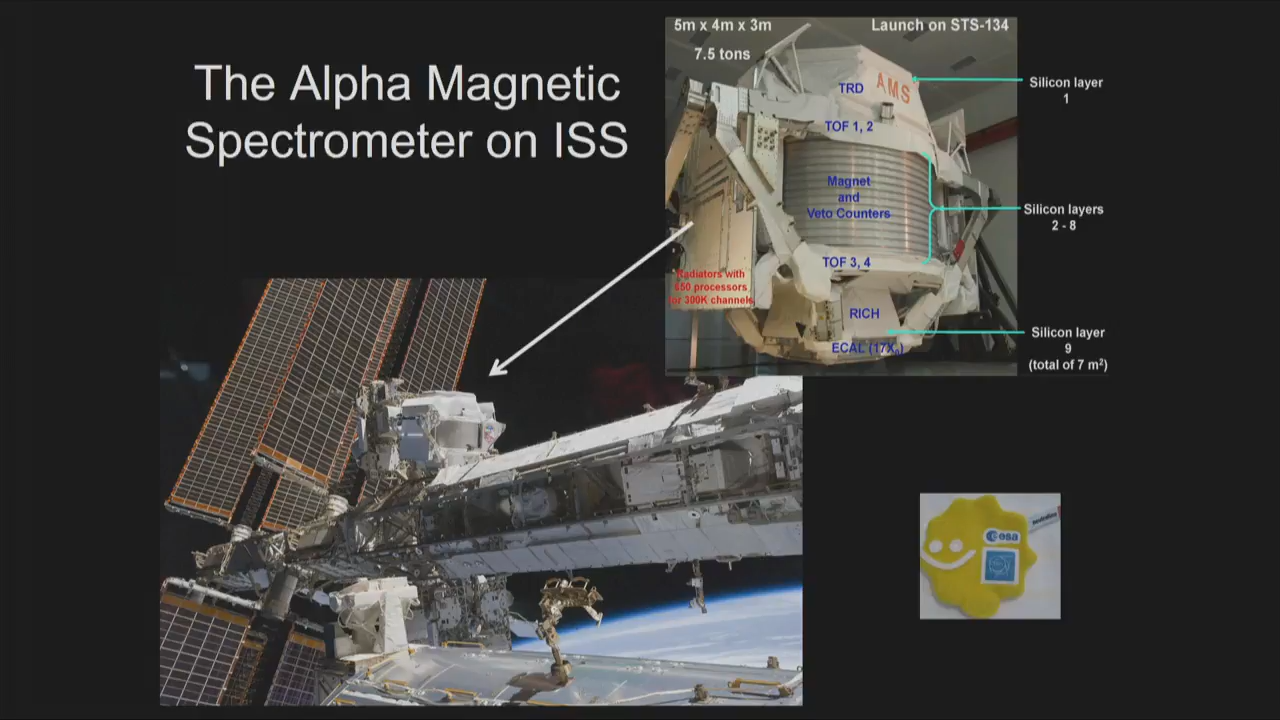 The Alpha Magnetic
Spectrometer on ISS
5m x 4m x 3m
Launch on STS-134
7.5 tons
TRD
AMS
TOF 1, 2
Magnet
and
Veto Counters
TOF 3, 4
Radiators with
650 processors
for 300K channels
RICH
ECAL (17X₀)
Silicon layer
1
Silicon layers
2 - 8
Silicon layer
9
(total of 7 m²)
esa